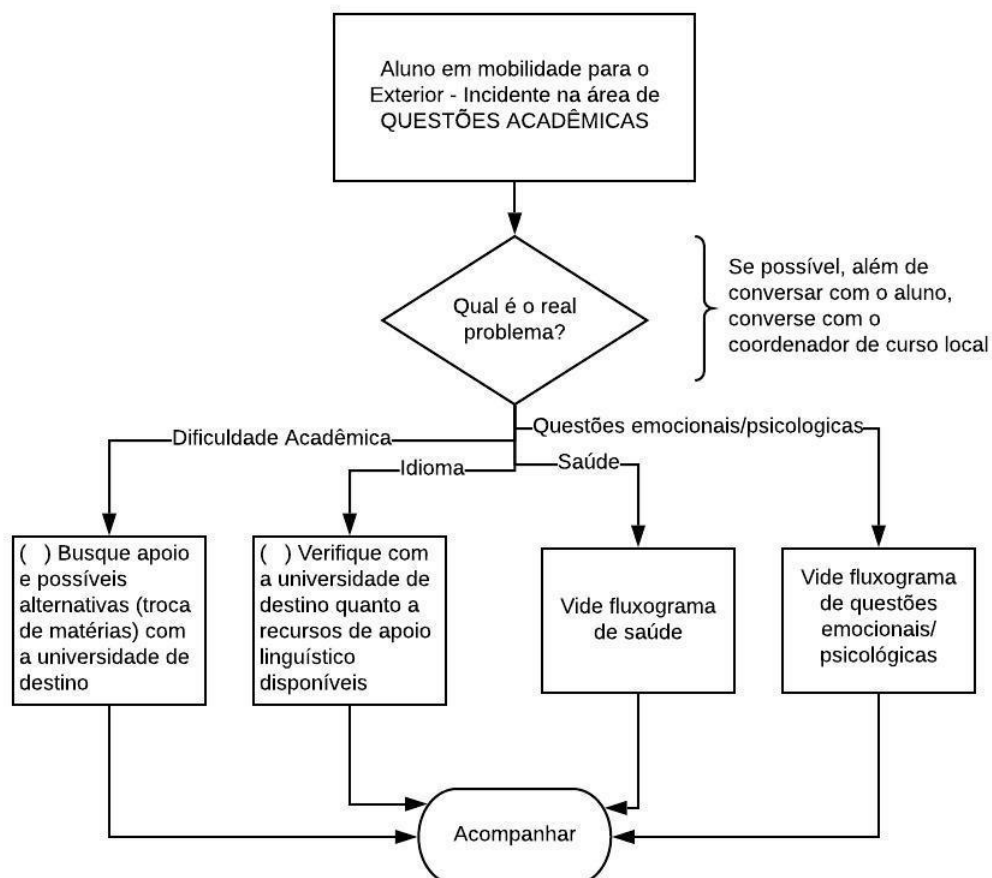 Aluno em mobilidade para o
Exterior - Incidente na área de
QUESTÕES ACADÊMICAS
Qual é o real
problema?
Se possível, além de
conversar com o aluno,
converse com o
coordenador de curso local
Dificuldade Acadêmica
Idioma
Saúde
Questões emocionais/psicologicas
( ) Busque apoio
e possíveis
alternativas (troca
de matérias) com
a universidade de
destino
( ) Verifique com
a universidade de
destino quanto a
recursos de apoio
linguístico
disponíveis
Vide fluxograma
de saúde
Vide fluxograma
de questões
emocionais/
psicológicas
Acompanhar